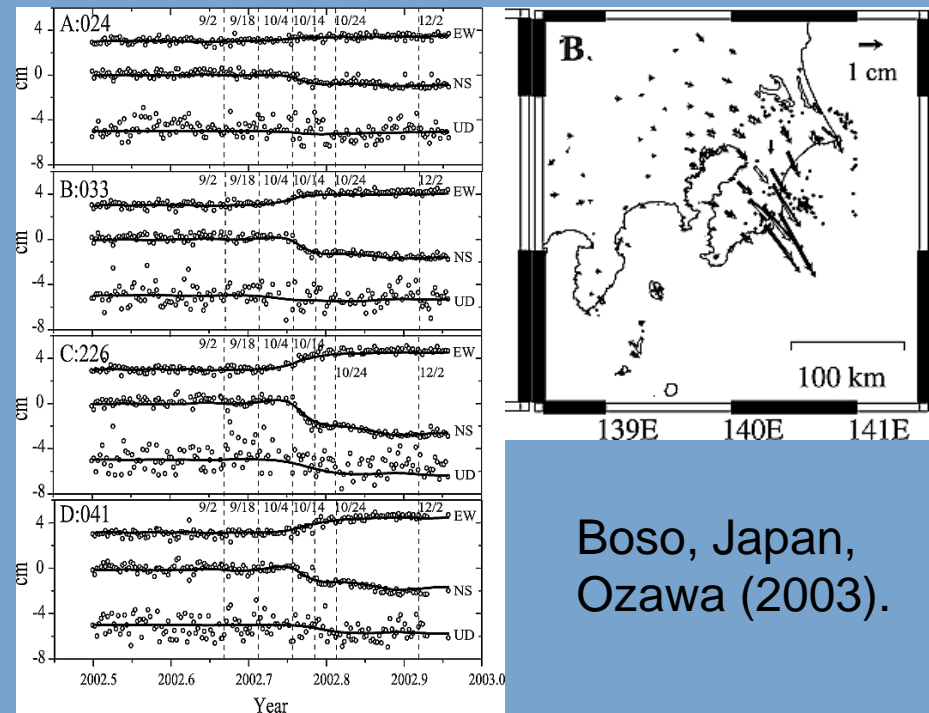 A:024
9/2 9/18 10/4 10/14 10/24 12/2
4 EW
cm 0 NS
-4 UD
-8
B:033
9/2 9/18 10/4 10/14 10/24 12/2
4 EW
0 NS
-4 UD
-8
C:226
9/2 9/18 10/4 10/14
4 EW
10/24 12/2
cm 0 NS
-4 UD
-8
D:041
9/2 9/18 10/4 10/14 10/24 12/2
4 EW
cm 0 NS
-4 UD
-8
2002.5 2002.6 2002.7 2002.8 2002.9 2003.0
Year
B.
1 cm
100 km
139E 140E 141E
Boso, Japan,
Ozawa (2003).